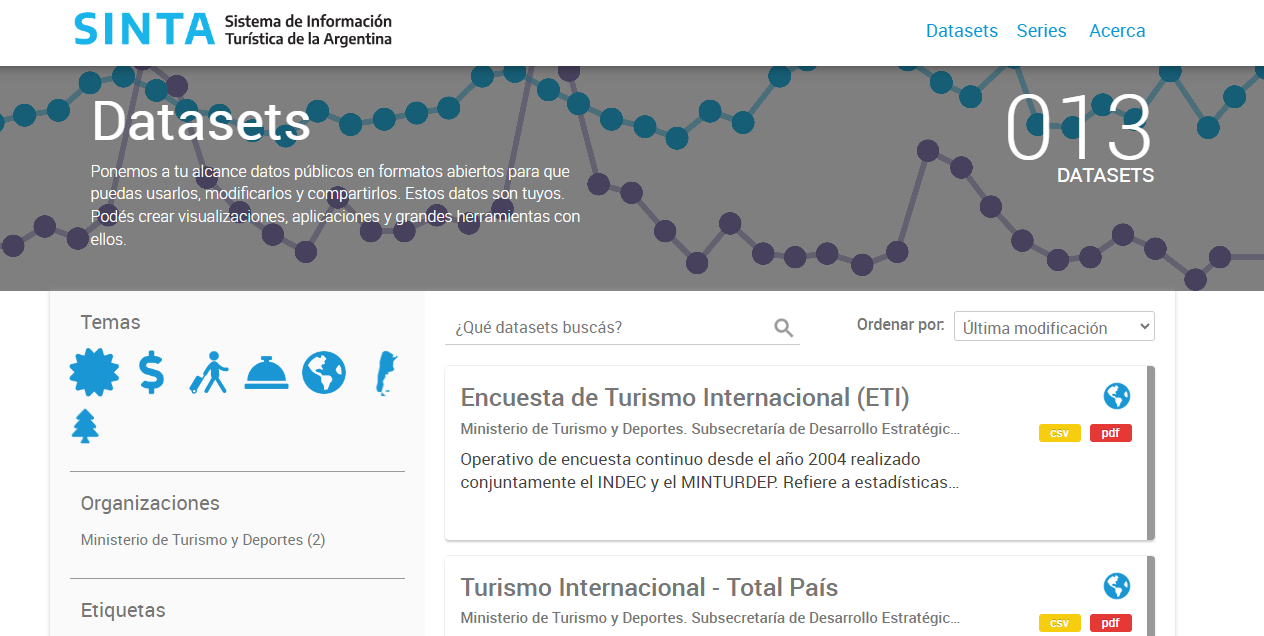 SINTA
Sistema de Información
Turística de la Argentina
Datasets Series Acerca
Datasets
Ponemos a tu alcance datos públicos en formatos abiertos para que
puedas usarlos, modificarlos y compartirlos. Estos datos son tuyos.
Podés crear visualizaciones, aplicaciones y grandes herramientas con
ellos.
013
DATASETS
Temas
Organizaciones
Ministerio de Turismo y Deportes (2)
Etiquetas
¿Qué datasets buscás?
Ordenar por:
Última modificación
Encuesta de Turismo Internacional (ETI)
Ministerio de Turismo y Deportes. Subsecretaría de Desarrollo Estratégic...
csv pdf
Operativo de encuesta continuo desde el año 2004 realizado
conjuntamente el INDEC y el MINTURDEP. Refiere a estadísticas...
Turismo Internacional - Total País
Ministerio de Turismo y Deportes. Subsecretaría de Desarrollo Estratégic...
csv pdf